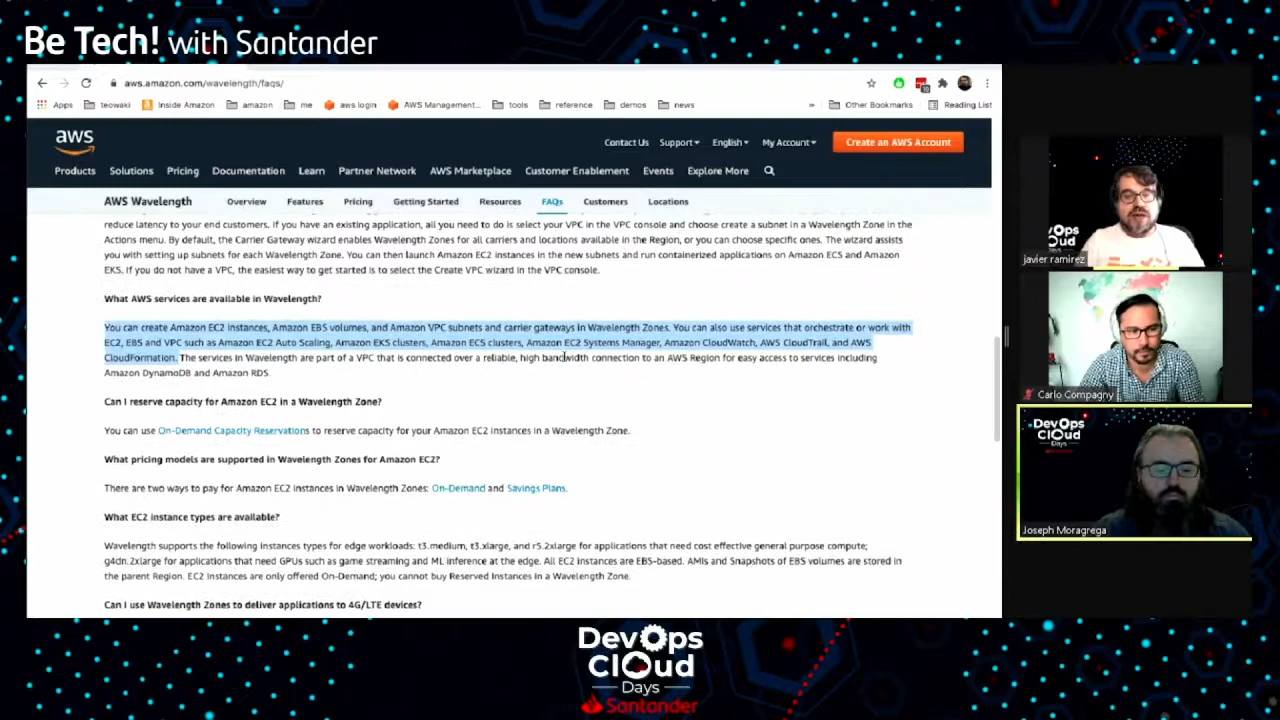 Be Tech! with Santander
aws.amazon.com/wavelength/faqs/
Apps teowaki Inside Amazon amazon me aws login AWS Management... tools reference demos news » Other Bookmarks Reading List
aws
Contact Us Support English My Account Create an AWS Account
Products Solutions Pricing Documentation Learn Partner Network AWS Marketplace Customer Enablement Events Explore More
AWS Wavelength Overview Features Pricing Getting Started Resources FAQs Customers Locations
reduce latency to your end customers. If you have an existing application, all you need to do is select your VPC in the VPC console and choose create a subnet in a Wavelength Zone in the
Actions menu. By default, the Carrier Gateway wizard enables Wavelength Zones for all carriers and locations available in the Region, or you can choose specific ones. The wizard assists
you with setting up subnets for each Wavelength Zone. You can then launch Amazon EC2 instances in the new subnets and run containerized applications on Amazon ECS and Amazon
EKS. If you do not have a VPC, the easiest way to get started is to select the Create VPC wizard in the VPC console.
What AWS services are available in Wavelength?
You can create Amazon EC2 instances, Amazon EBS volumes, and Amazon VPC subnets and carrier gateways in Wavelength Zones. You can also use services that orchestrate or work with
EC2, EBS and VPC such as Amazon EC2 Auto Scaling, Amazon EKS clusters, Amazon ECS clusters, Amazon EC2 Systems Manager, Amazon CloudWatch, AWS CloudTrail, and AWS
CloudFormation. The services in Wavelength are part of a VPC that is connected over a reliable, high bandwidth connection to an AWS Region for easy access to services including
Amazon DynamoDB and Amazon RDS.
Can I reserve capacity for Amazon EC2 in a Wavelength Zone?
You can use On-Demand Capacity Reservations to reserve capacity for your Amazon EC2 instances in a Wavelength Zone.
What pricing models are supported in Wavelength Zones for Amazon EC2?
There are two ways to pay for Amazon EC2 instances in Wavelength Zones: On-Demand and Savings Plans.
What EC2 instance types are available?
Wavelength supports the following instances types for edge workloads: t3.medium, t3.xlarge, and r5.2xlarge for applications that need cost effective general purpose compute;
g4dn.2xlarge for applications that need GPUs such as game streaming and ML inference at the edge. All EC2 instances are EBS-based. AMIs and Snapshots of EBS volumes are stored in
the parent Region. EC2 Instances are only offered On-Demand; you cannot buy Reserved Instances in a Wavelength Zone.
Can I use Wavelength Zones to deliver applications to 4G/LTE devices?
javier ramirez
Carlo Compagny
DevOps
Cloud
Days
Joseph Moragrega
DevOps
Cloud
Days
Santander